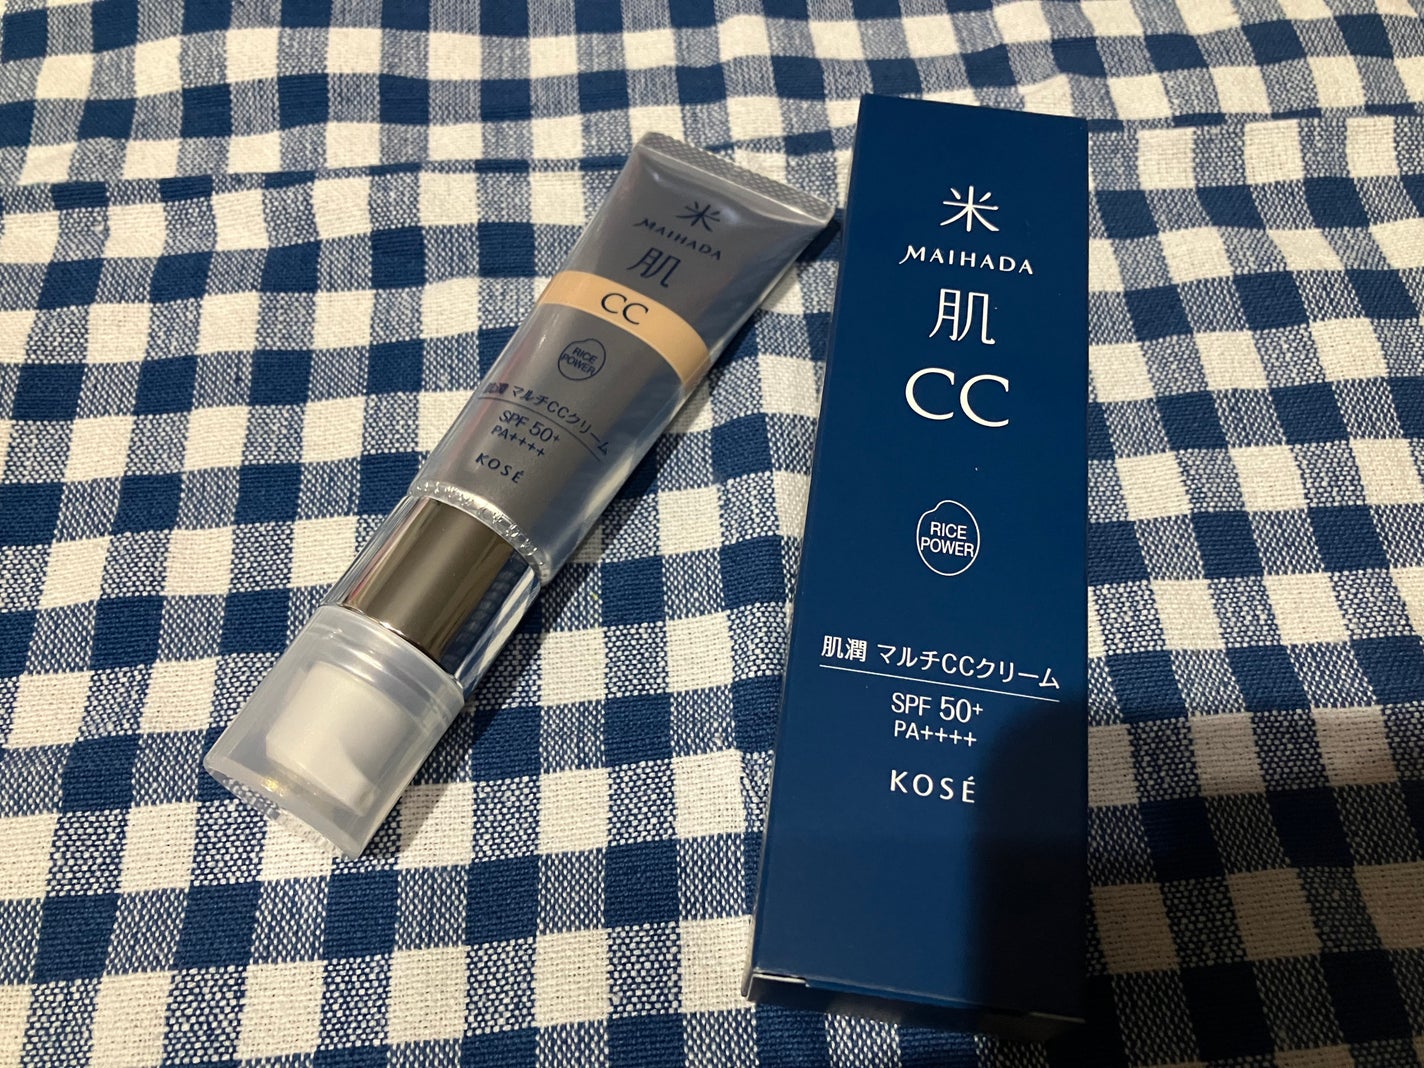 米
MAIHADA
肌
CC
RICE
POWER
肌潤 マルチCCクリーム
SPF 50+
PA++++
KOSÉ
米
MAIHADA
肌
CC
RICE
POWER
肌潤 マルチCCクリーム
SPF 50+
PA++++
KOSÉ